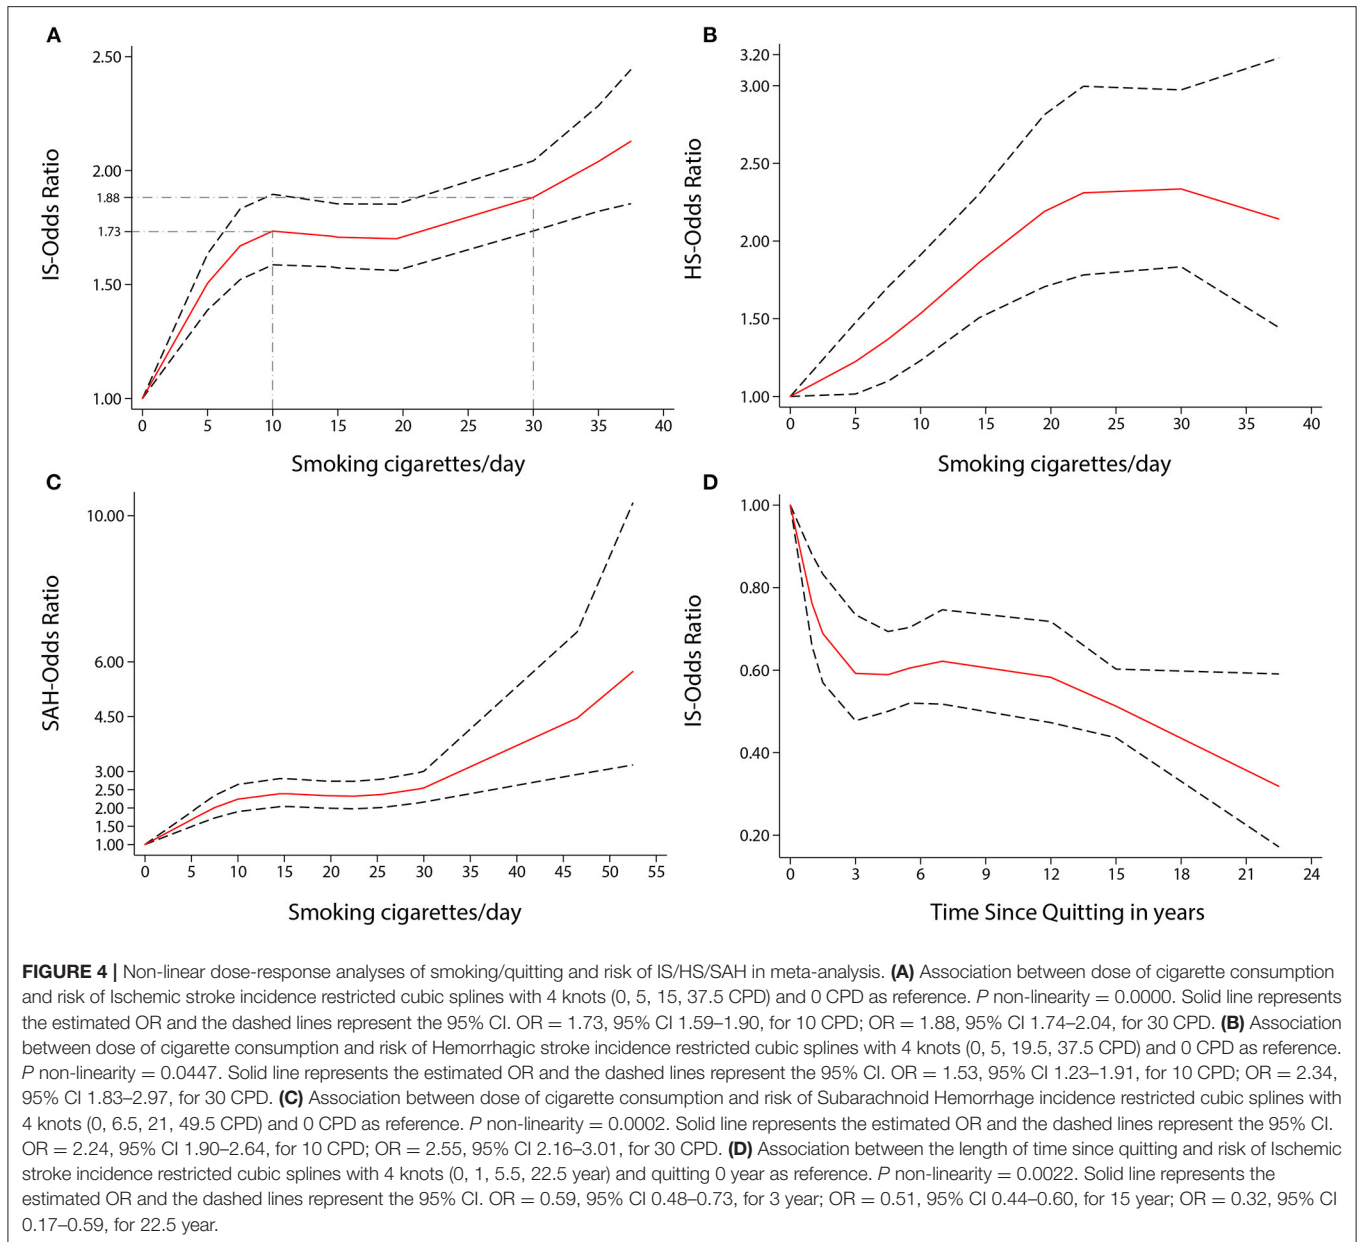 A
2.50
2.00
1.88
1.73
1.50
1.00
IS-Odds Ratio
0 5 10 15 20 25 30 35 40
Smoking cigarettes/day
B
3.20
3.00
2.50
2.00
1.50
1.00
HS-Odds Ratio
0 5 10 15 20 25 30 35 40
Smoking cigarettes/day
C
10.00
6.00
4.50
3.00
2.50
2.00
1.50
1.00
SAH-Odds Ratio
0 5 10 15 20 25 30 35 40 45 50 55
Smoking cigarettes/day
D
1.00
0.80
0.60
0.40
0.20
IS-Odds Ratio
0 3 6 9 12 15 18 21 24
Time Since Quitting in years
FIGURE 4 | Non-linear dose-response analyses of smoking/quitting and risk of IS/HS/SAH in meta-analysis. (A) Association between dose of cigarette consumption
and risk of Ischemic stroke incidence restricted cubic splines with 4 knots (0, 5, 15, 37.5 CPD) and 0 CPD as reference. P non-linearity = 0.0000. Solid line represents
the estimated OR and the dashed lines represent the 95% CI. OR = 1.73, 95% CI 1.59–1.90, for 10 CPD; OR = 1.88, 95% CI 1.74–2.04, for 30 CPD. (B) Association
between dose of cigarette consumption and risk of Hemorrhagic stroke incidence restricted cubic splines with 4 knots (0, 5, 19.5, 37.5 CPD) and 0 CPD as reference.
P non-linearity = 0.0447. Solid line represents the estimated OR and the dashed lines represent the 95% CI. OR = 1.53, 95% CI 1.23–1.91, for 10 CPD; OR = 2.34,
95% CI 1.83–2.97, for 30 CPD. (C) Association between dose of cigarette consumption and risk of Subarachnoid Hemorrhage incidence restricted cubic splines with
4 knots (0, 6.5, 21, 49.5 CPD) and 0 CPD as reference. P non-linearity = 0.0002. Solid line represents the estimated OR and the dashed lines represent the 95% CI.
OR = 2.24, 95% CI 1.90–2.64, for 10 CPD; OR = 2.55, 95% CI 2.16–3.01, for 30 CPD. (D) Association between the length of time since quitting and risk of Ischemic
stroke incidence restricted cubic splines with 4 knots (0, 1, 5.5, 22.5 year) and quitting 0 year as reference. P non-linearity = 0.0022. Solid line represents the
estimated OR and the dashed lines represent the 95% CI. OR = 0.59, 95% CI 0.48–0.73, for 3 year; OR = 0.51, 95% CI 0.44–0.60, for 15 year; OR = 0.32, 95% CI
0.17–0.59, for 22.5 year.